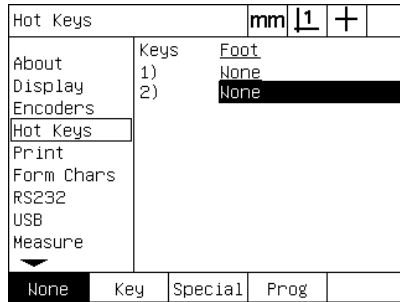 Hot Keys mm 1
About
Display
Encoders
Hot Keys
Print
Form Chars
RS232
USB
Measure
Keys Foot
1) None
2) None
None Key Special Prog